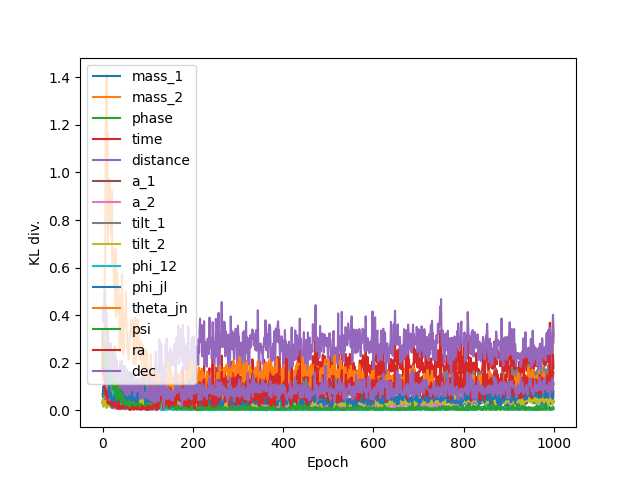 1.4
1.2
1.0
0.8
0.6
0.4
0.2
0.0
KL div.
mass_1
mass_2
phase
time
distance
a_1
a_2
tilt_1
tilt_2
phi_12
phi_jl
theta_jn
psi
ra
dec
0 200 400 600 800 1000
Epoch